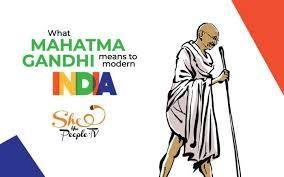 What
MAHATMA
GANDHI means to
modern
INDIA
She
The
People TV